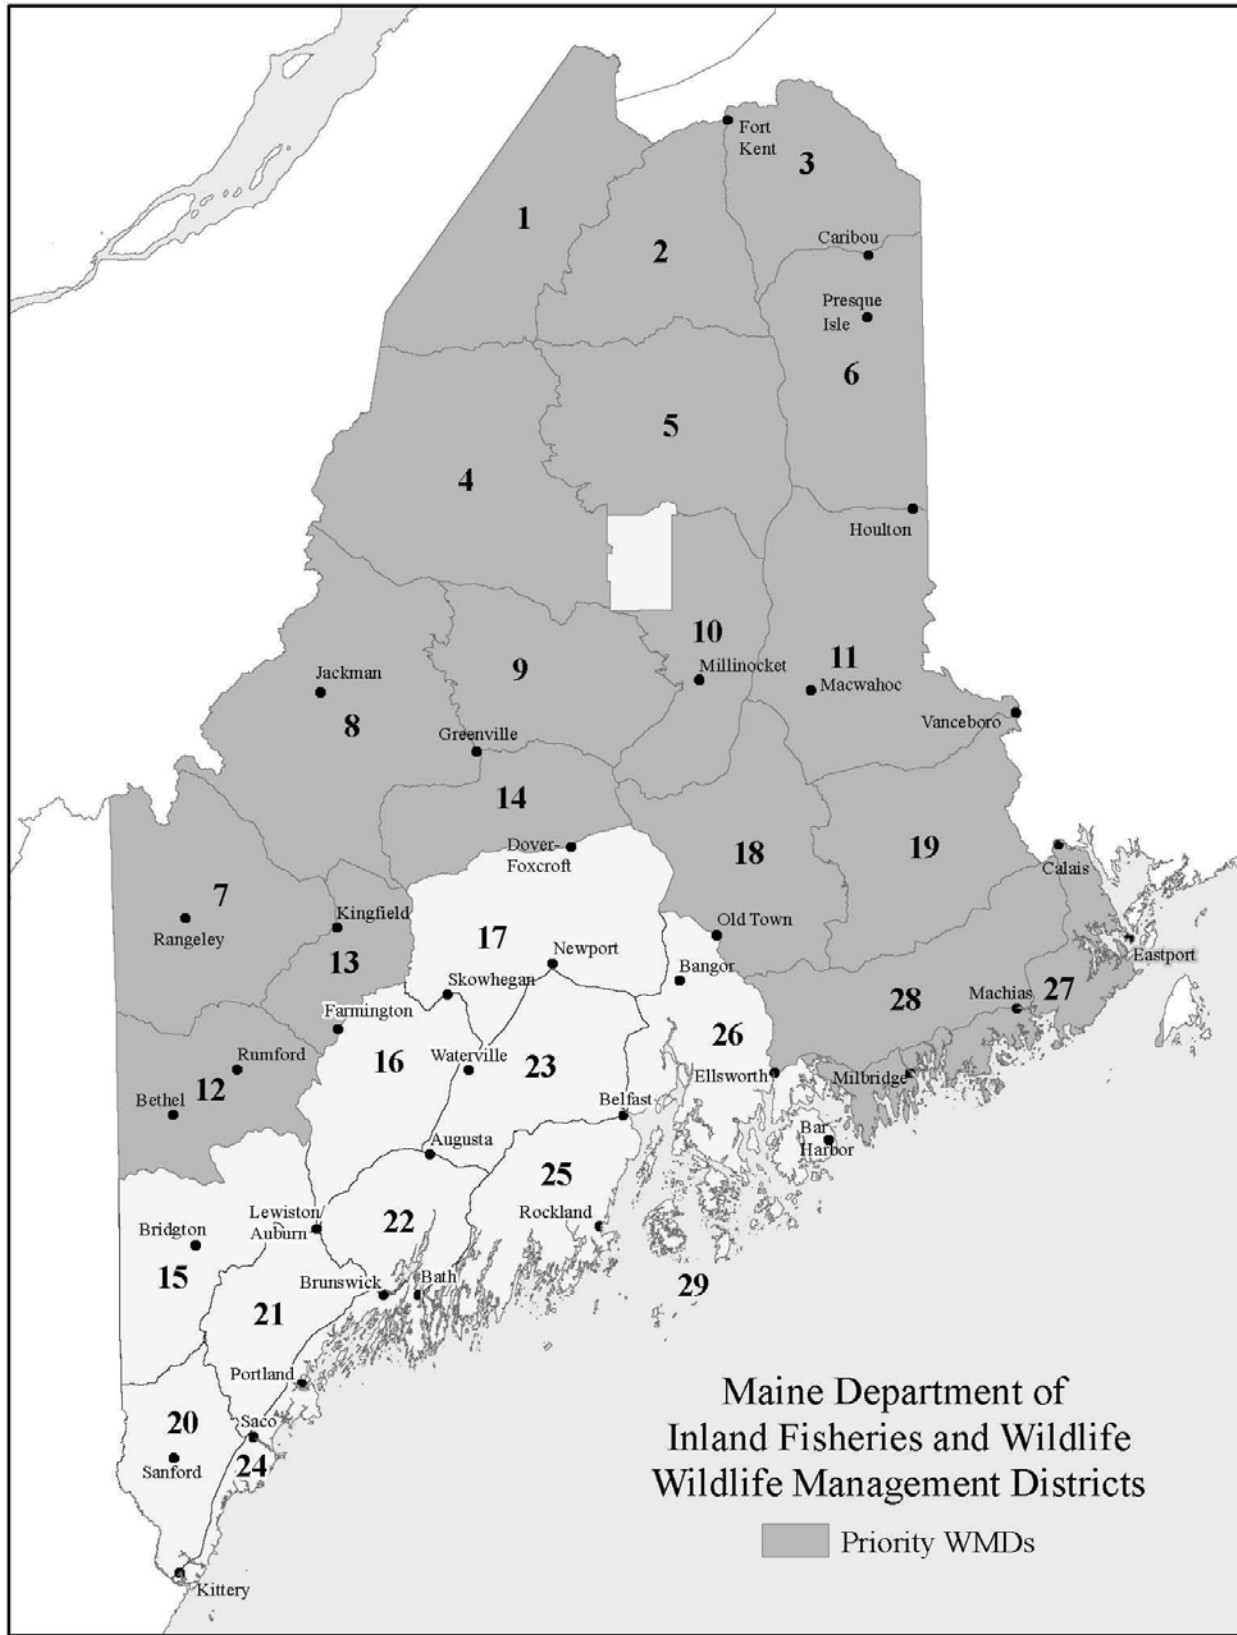 Fort
Kent
3
1
Caribou
2
Presque
Isle
6
5
4
Houlton
10
Millinocket
11
Macwahoc
9
Jackman
8
Vanceboro
Greenville
14
Dover-
Foxcroft
18
19
Calais
7
Rangeley
Kingfield
13
17
Newport
Skowhegan
Old Town
Bangor
Eastport
27
Machias
28
Farmington
16
Waterville
23
26
Ellsworth
Milbridge
Rumford
12
Bethel
Belfast
Bar
Harbor
Augusta
25
Rockland
Lewiston
Auburn
22
Bridgton
15
Brunswick
Bath
29
21
Portland
20
Saco
Sanford
24
Kittery
Maine Department of
Inland Fisheries and Wildlife
Wildlife Management Districts
Priority WMDs